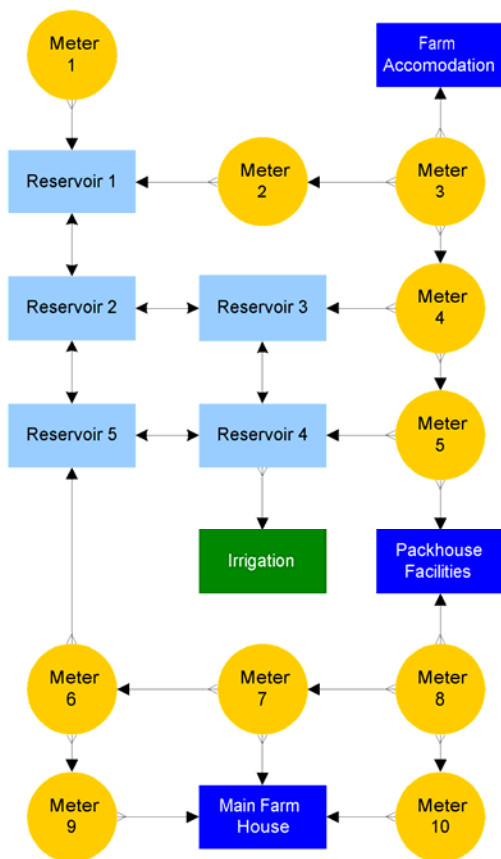 Meter
1
Farm
Accomodation
Reservoir 1
Meter
2
Meter
3
Reservoir 2
Reservoir 3
Meter
4
Reservoir 5
Reservoir 4
Meter
5
Irrigation
Packhouse
Facilities
Meter
6
Meter
7
Meter
8
Meter
9
Main Farm
House
Meter
10